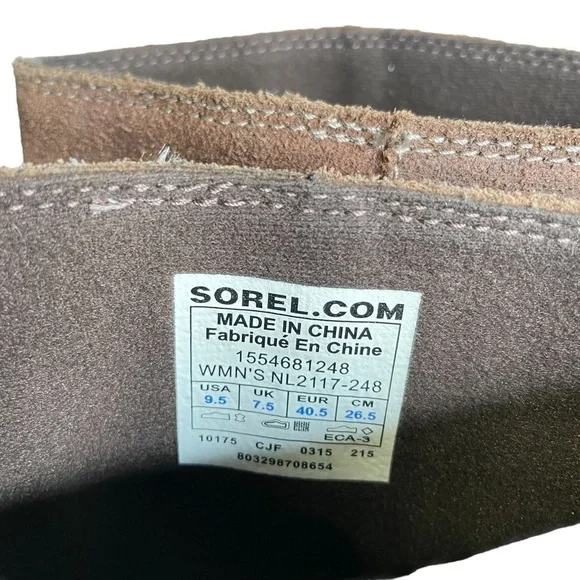 SOREL.COM
MADE IN CHINA
Fabriqué En Chine
1554681248
WMN'S NL2117-248
USA UK EUR CM
9.5 7.5 40.5 26.5
ECA-3
10175 CJF 0315 215
803298708654